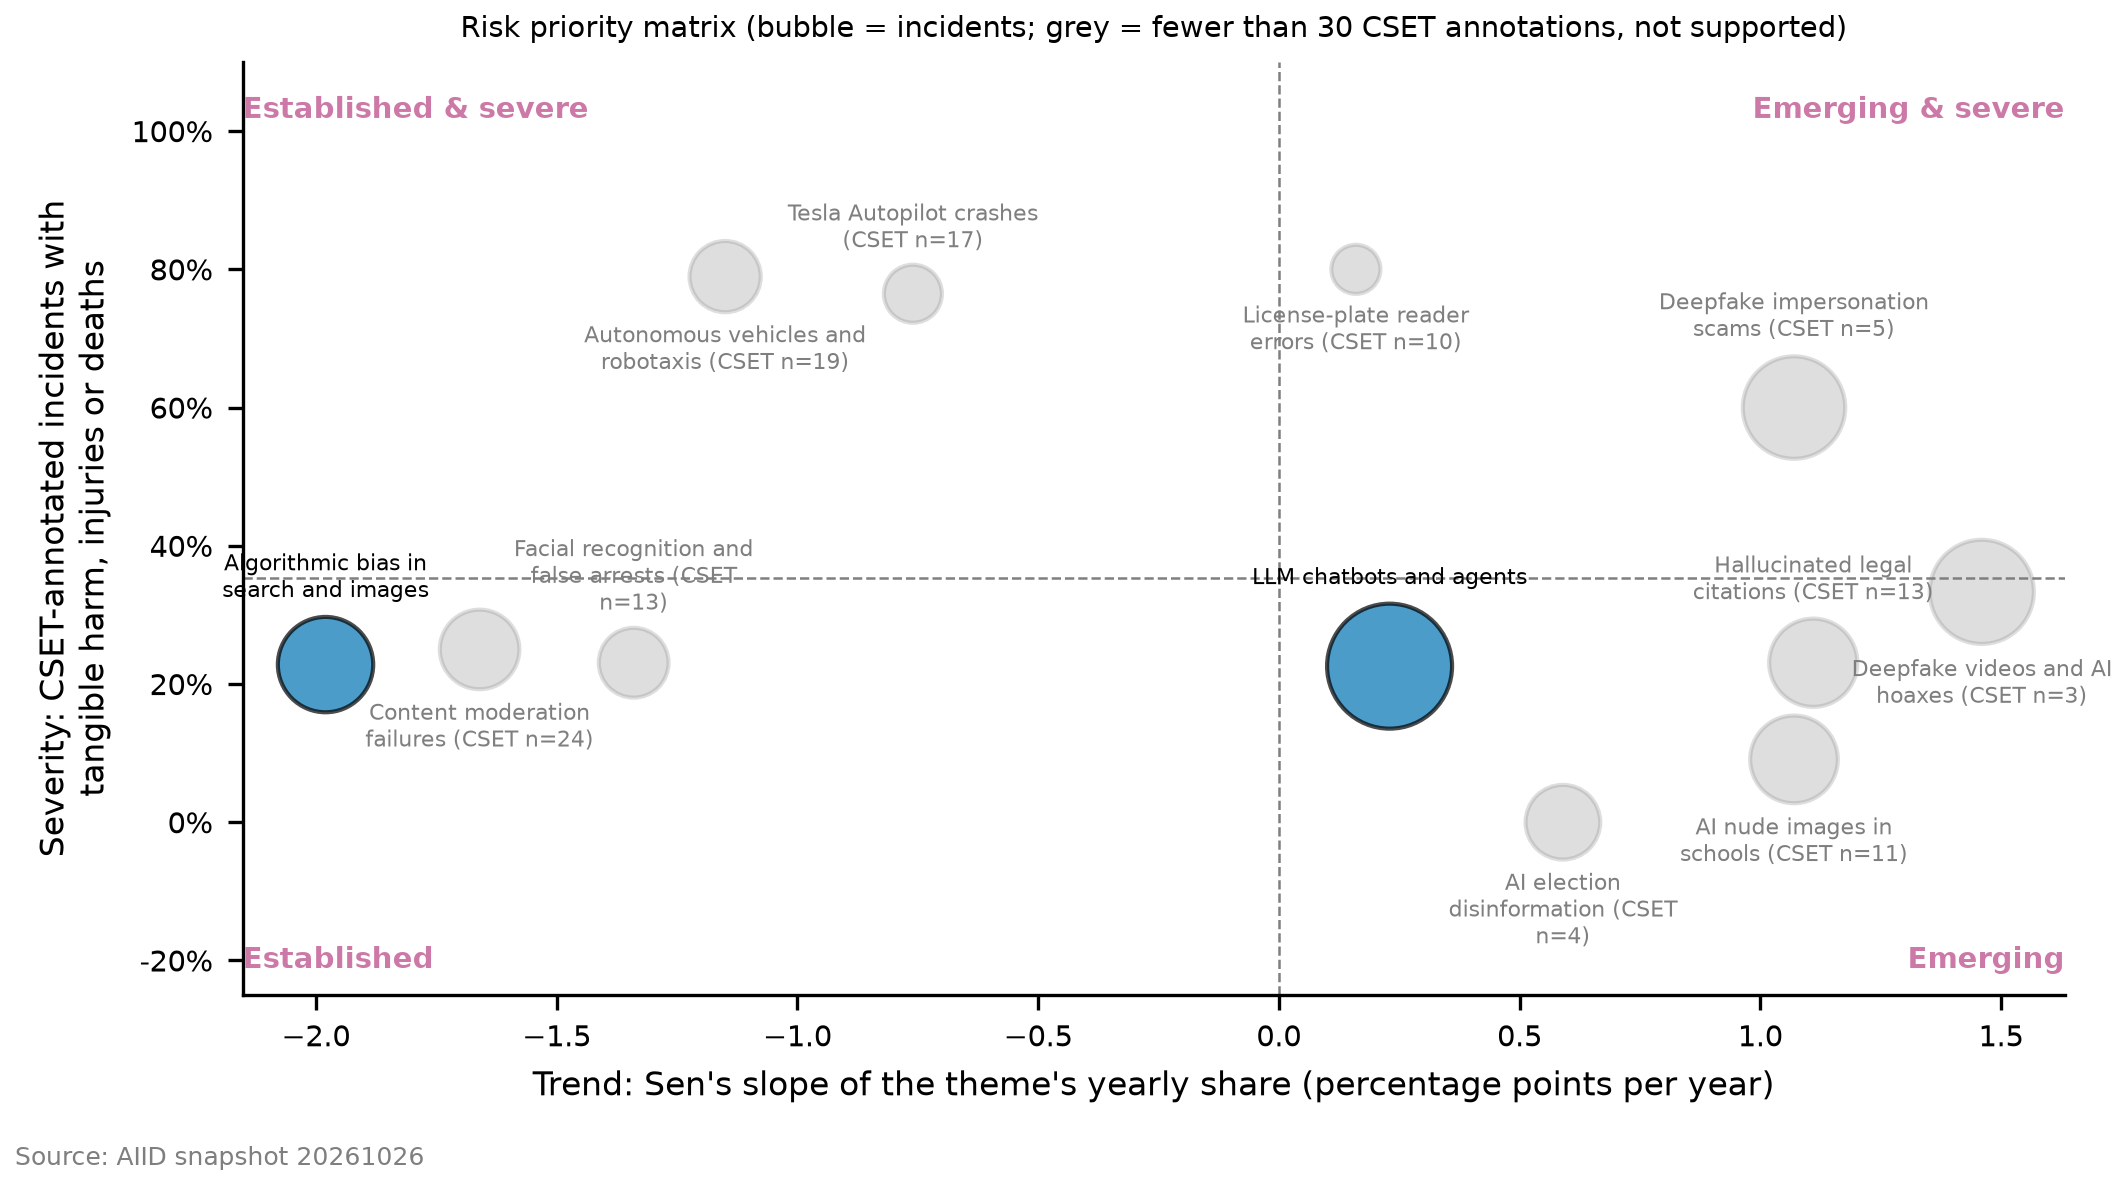 Risk priority matrix (bubble = incidents; grey = fewer than 30 CSET annotations, not supported)
Established & severe
Emerging & severe
Severity: CSET-annotated incidents with
tangible harm, injuries or deaths
100%
80%
60%
40%
20%
0%
-20%
Tesla Autopilot crashes
(CSET n=17)
Autonomous vehicles and
robotaxis (CSET n=19)
License-plate reader
errors (CSET n=10)
Deepfake impersonation
scams (CSET n=5)
Algorithmic bias in
search and images
Facial recognition and
false arrests (CSET
n=13)
Content moderation
failures (CSET n=24)
LLM chatbots and agents
Hallucinated legal
citations (CSET n=13)
Deepfake videos and AI
hoaxes (CSET n=3)
AI nude images in
schools (CSET n=11)
AI election
disinformation (CSET
n=4)
Established
Emerging
−2.0
−1.5
−1.0
−0.5
0.0
0.5
1.0
1.5
Trend: Sen's slope of the theme's yearly share (percentage points per year)
Source: AIID snapshot 20261026